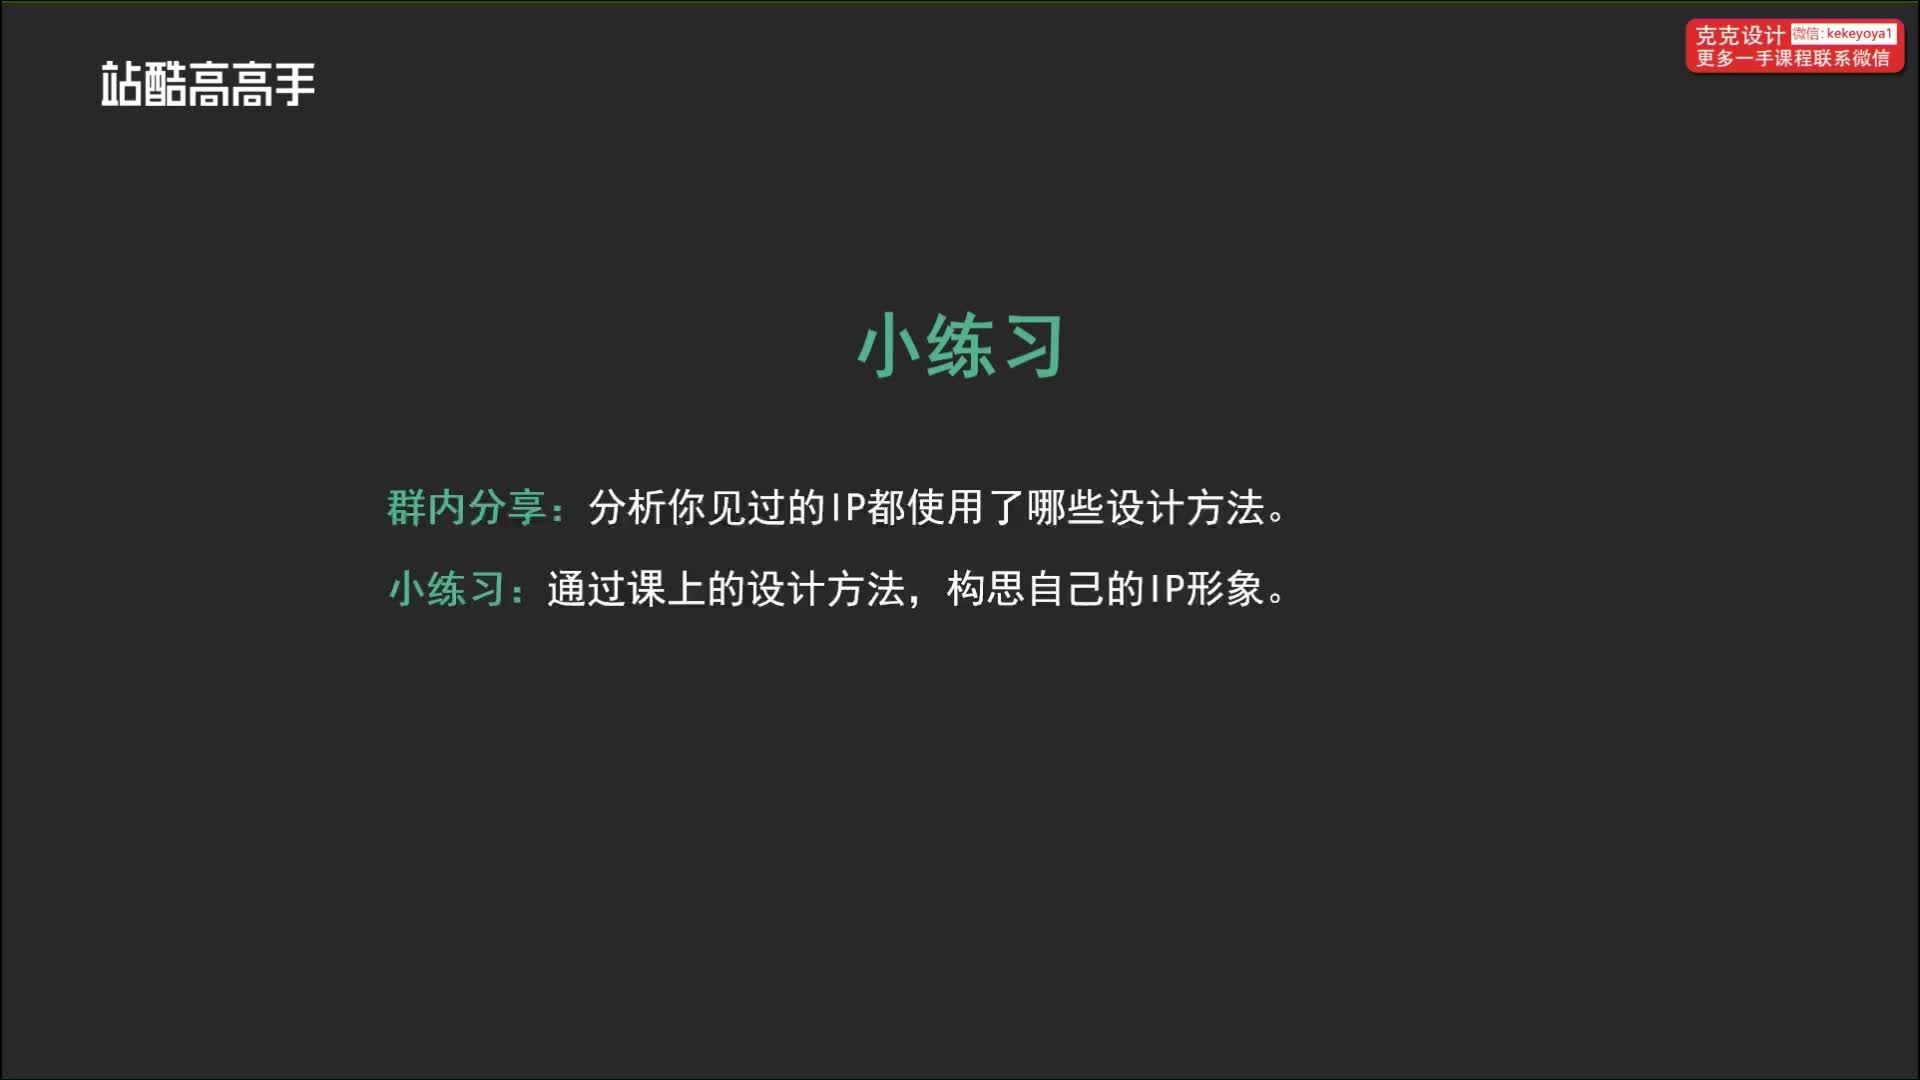 站酷高高手
克克设计 微信:kekeyoya1
更多一手课程联系微信
小练习
群内分享：分析你见过的IP都使用了哪些设计方法。
小练习：通过课上的设计方法，构思自己的IP形象。